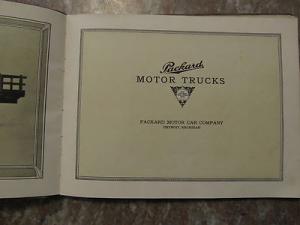 Packard
MOTOR TRUCKS
PACKARD MOTOR CAR COMPANY
DETROIT, MICHIGAN